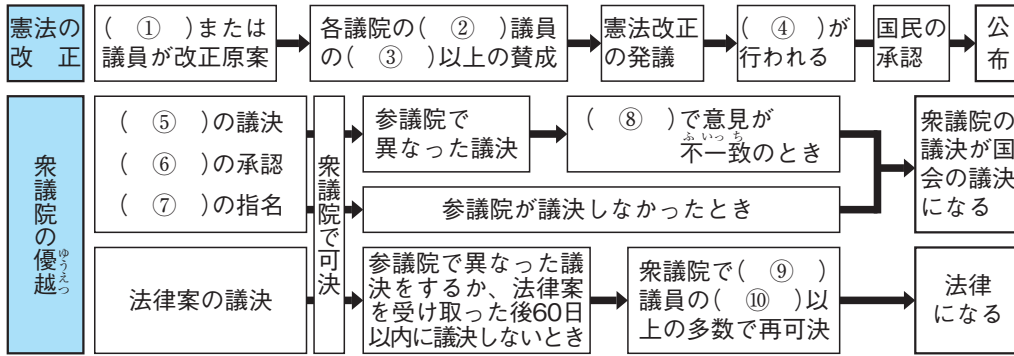 憲法の
改　正
(　①　)または
議員が改正原案
各議院の(　②　)議員
の(　③　)以上の賛成
憲法改正
の発議
(　④　)が
行われる
国民の
承認
公
布
衆議院の優越
ゆうえつ
(　⑤　)の議決
(　⑥　)の承認
(　⑦　)の指名
衆議院で可決
参議院で
異なった議決
(　⑧　)で意見が
ふいっち
不一致のとき
参議院が議決しなかったとき
衆議院の
議決が国
会の議決
になる
法律案の議決
参議院で異なった議
決をするか、法律案
を受け取った後60日
以内に議決しないとき
衆議院で(　⑨　)
議員の(　⑩　)以
上の多数で再可決
法律
になる